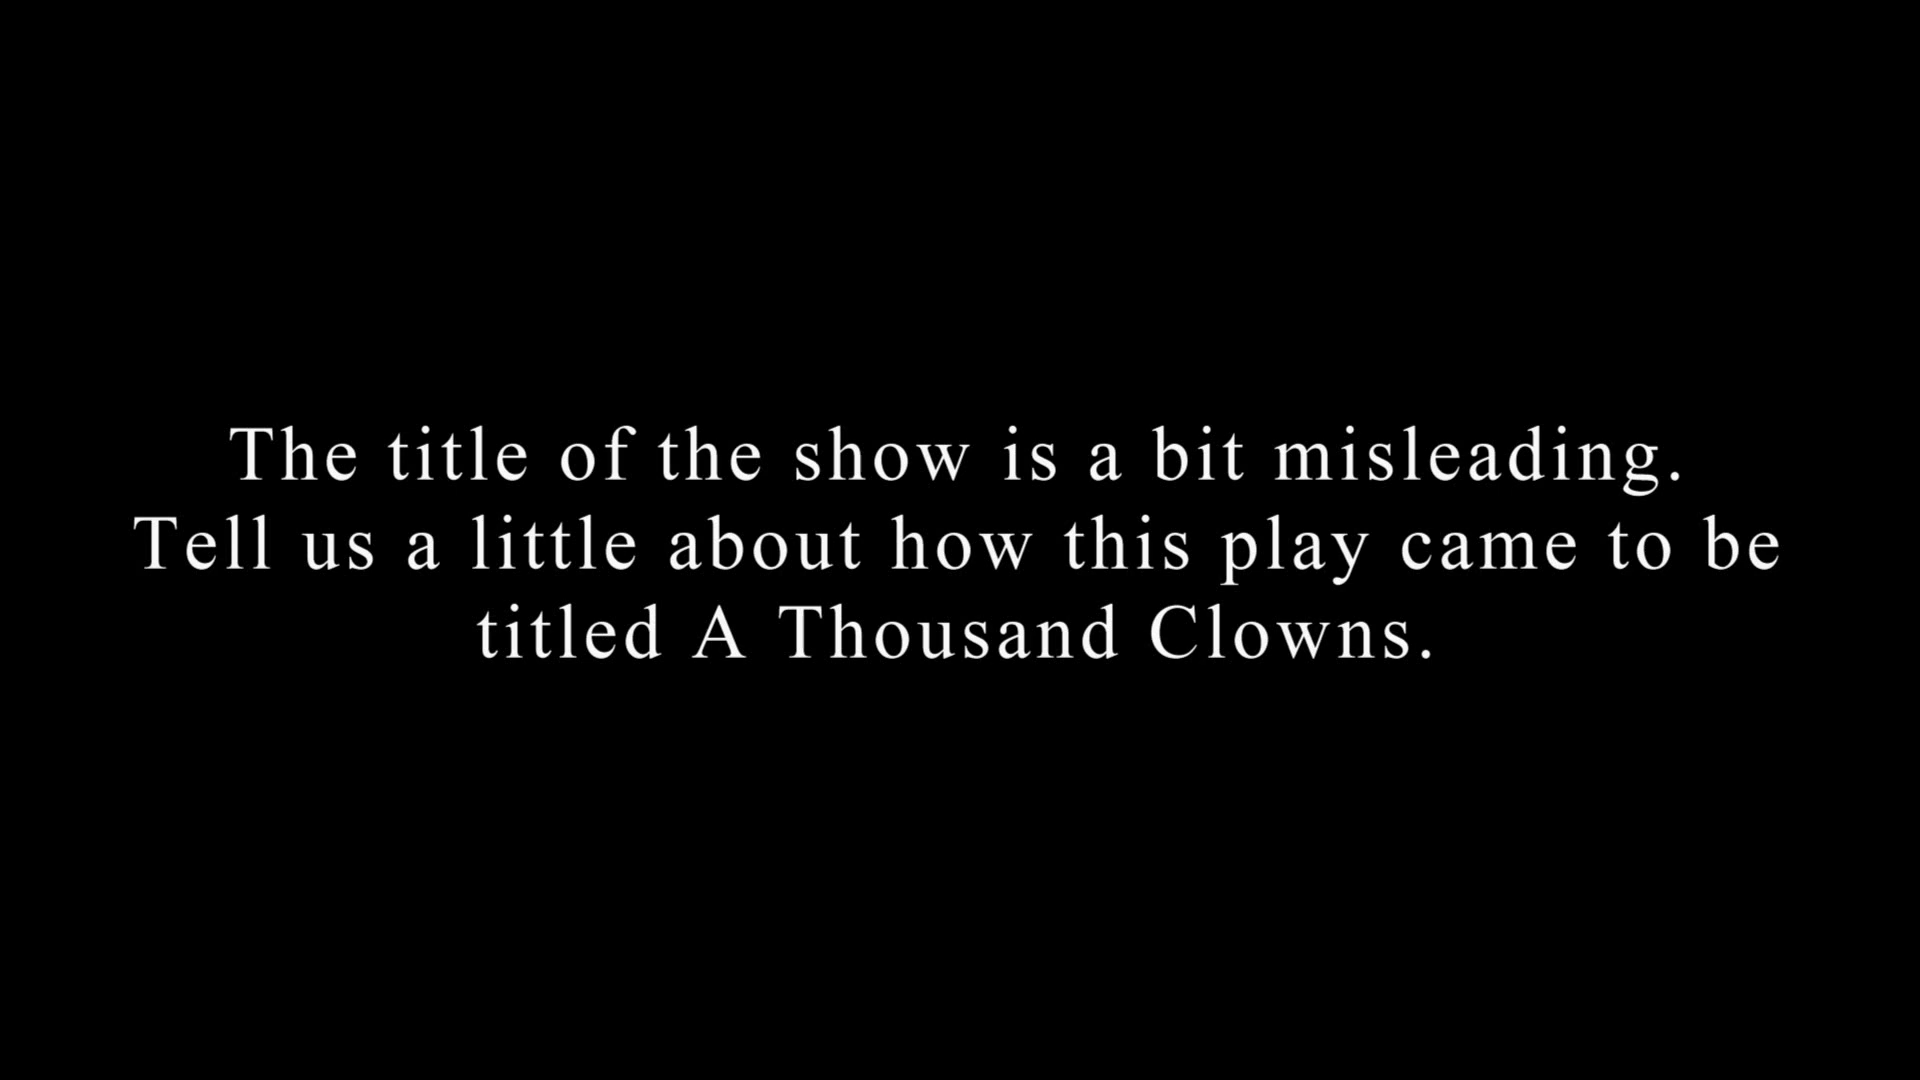 The title of the show is a bit misleading.
Tell us a little about how this play came to be
titled A Thousand Clowns.